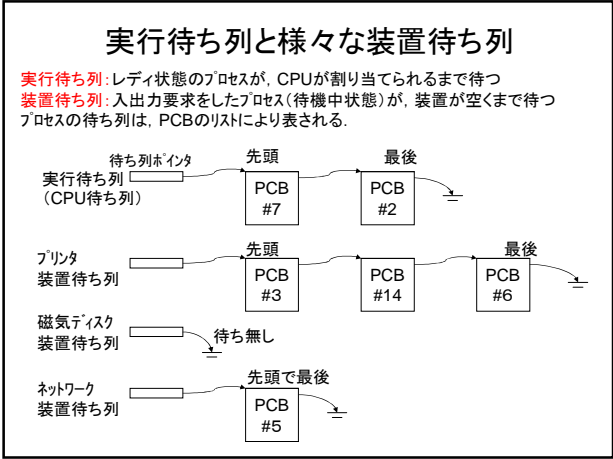 実行待ち列と様々な装置待ち列
実行待ち列：レディ状態のﾌﾟﾛｾｽが，CPUが割り当てられるまで待つ
装置待ち列：入出力要求をしたﾌﾟﾛｾｽ（待機中状態）が，装置が空くまで待つ
ﾌﾟﾛｾｽの待ち列は，PCBのﾘｽﾄにより表される．
待ち列ﾎﾟｲﾝﾀ 先頭 最後
実行待ち列
（CPU待ち列）
PCB
#7
PCB
#2
ﾌﾟﾘﾝﾀ
装置待ち列
先頭 最後
PCB
#3
PCB
#14
PCB
#6
磁気ﾃﾞｨｽｸ
装置待ち列
待ち無し
ﾈｯﾄﾜｰｸ
装置待ち列
先頭で最後
PCB
#5